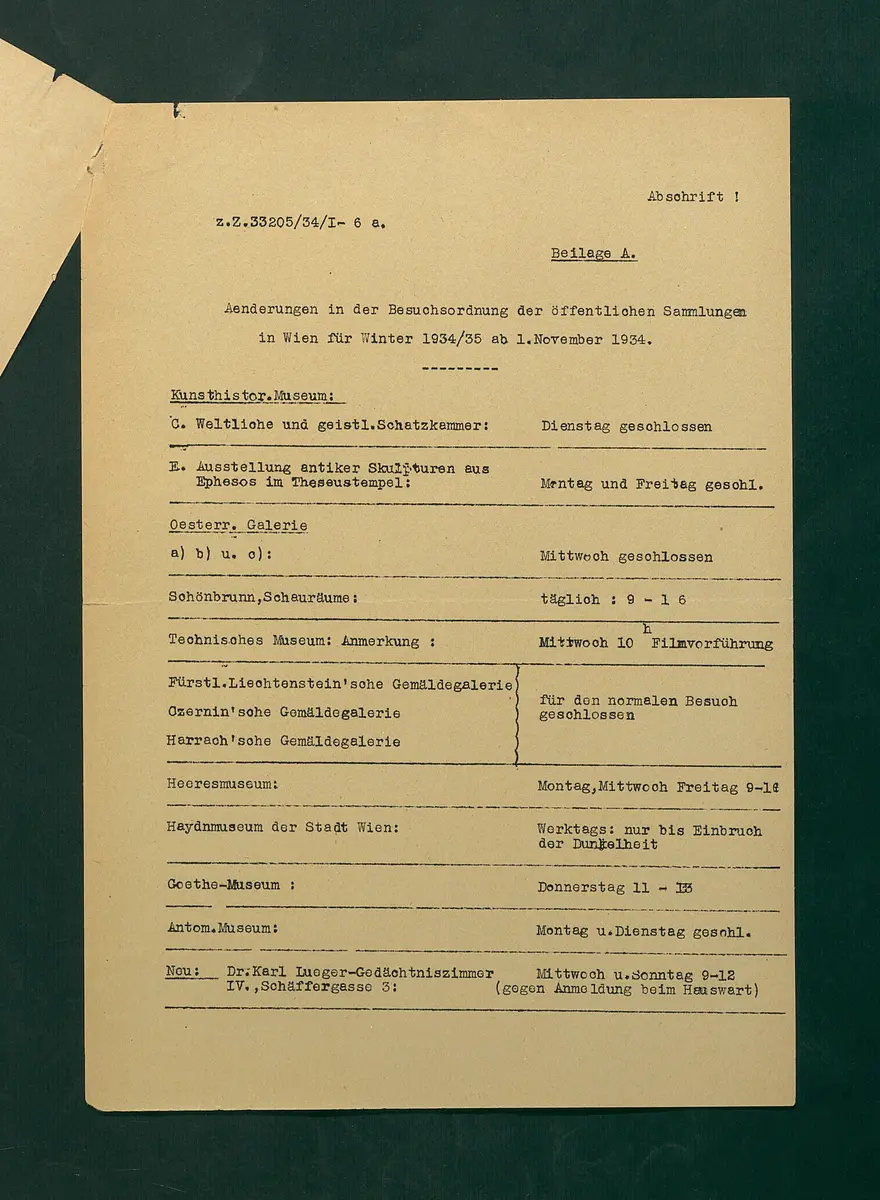 Abschrift !
z.Z.33205/34/I- 6 a.
Beilage A.
Aenderungen in der Besuchsordnung der öffentlichen Sammlungen
in Wien für Winter 1934/35 ab 1.November 1934.
---------
Kunsthistor.Museum:
C. Weltliche und geistl.Schatzkammer: Dienstag geschlossen
E. Ausstellung antiker Skulpturen aus
Ephesos im Theseustempel: Montag und Freitag geschl.
Oesterr. Galerie
a) b) u. c): Mittwoch geschlossen
Schönbrunn,Schauräume: täglich : 9 - 1 6
Technisches Museum: Anmerkung : Mittwoch 10 h Filmvorführung
Fürstl.Liechtenstein'sche Gemäldegalerie
Czernin'sche Gemäldegalerie
Harrach'sche Gemäldegalerie
für den normalen Besuch
geschlossen
Heeresmuseum: Montag,Mittwoch Freitag
Haydnmuseum der Stadt Wien: Werktags: nur bis Einbruch
der Dunkelheit
Goethe-Museum : Donnerstag 11 - 13
Antom.Museum: Montag u.Dienstag geschl.
Neu: Dr.Karl Lueger-Gedächtniszimmer Mittwoch u.Sonntag 9-12
IV.,Schäffergasse 3: (gegen Anmeldung beim Hauswart)